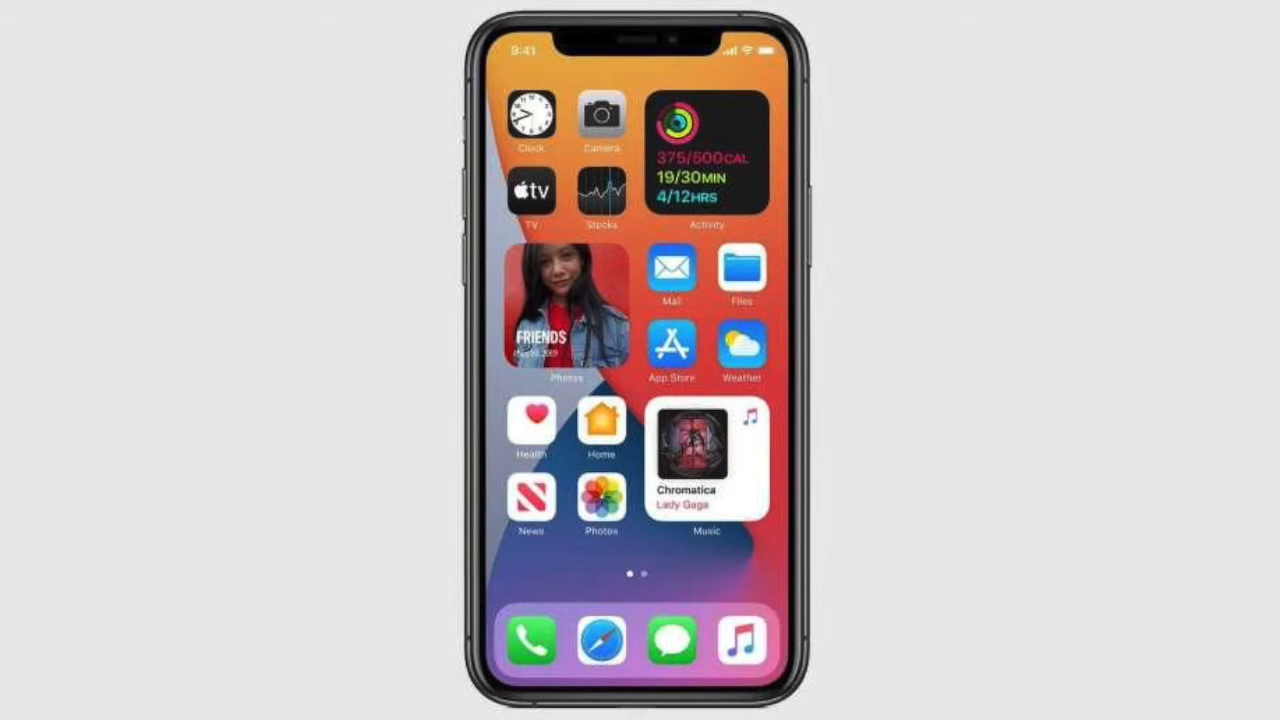 9:41
Clock
Camera
375/500CAL
19/30MIN
4/12HRS
tv
TV
Stocks
Activity
FRIENDS
Mail
Files
Photos
App Store
Weather
Health
Home
Chromatica
Lady Gaga
News
Photos
Music